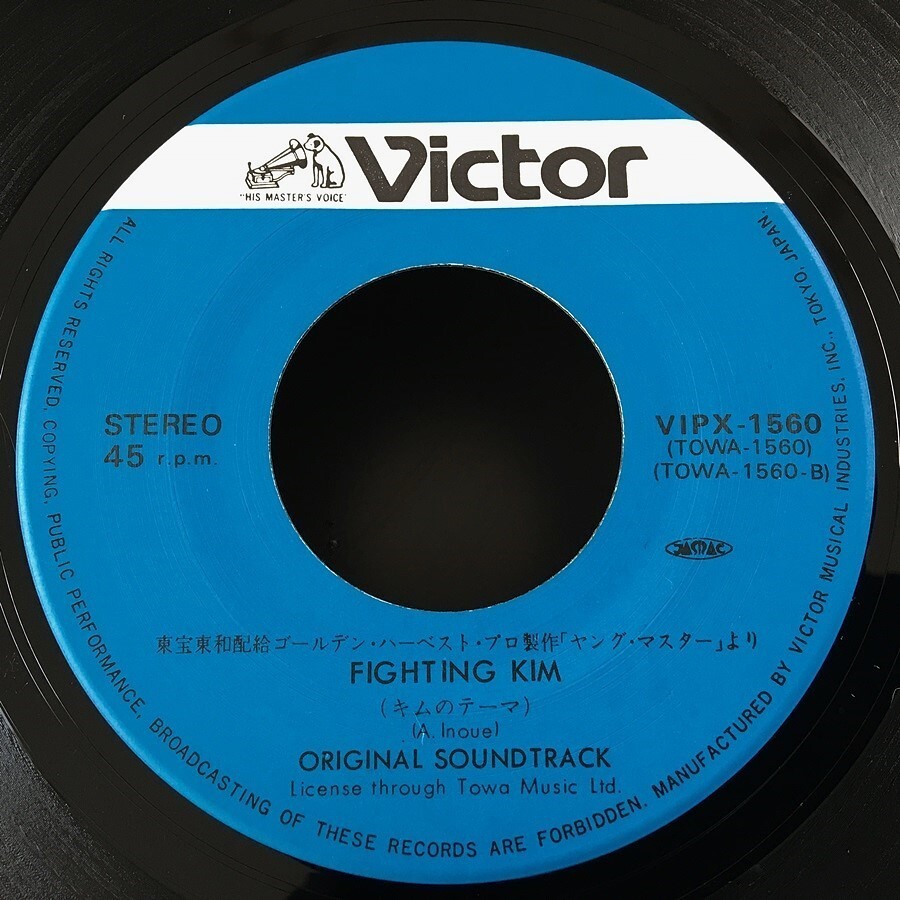 Victor
"HIS MASTER'S VOICE"
STEREO
45 r.p.m.
VIPX-1560
(TOWA-1560)
(TOWA-1560-B)
JASRAC
東宝東和配給ゴールデン・ハーベスト・プロ製作「ヤング・マスター」より
FIGHTING KIM
(キムのテーマ)
(A. Inoue)
ORIGINAL SOUNDTRACK
License through Towa Music Ltd.
ALL RIGHTS RESERVED. COPYING, PUBLIC PERFORMANCE, BROADCASTING OF THESE RECORDS ARE FORBIDDEN. MANUFACTURED BY VICTOR MUSICAL INDUSTRIES, INC., TOKYO, JAPAN.